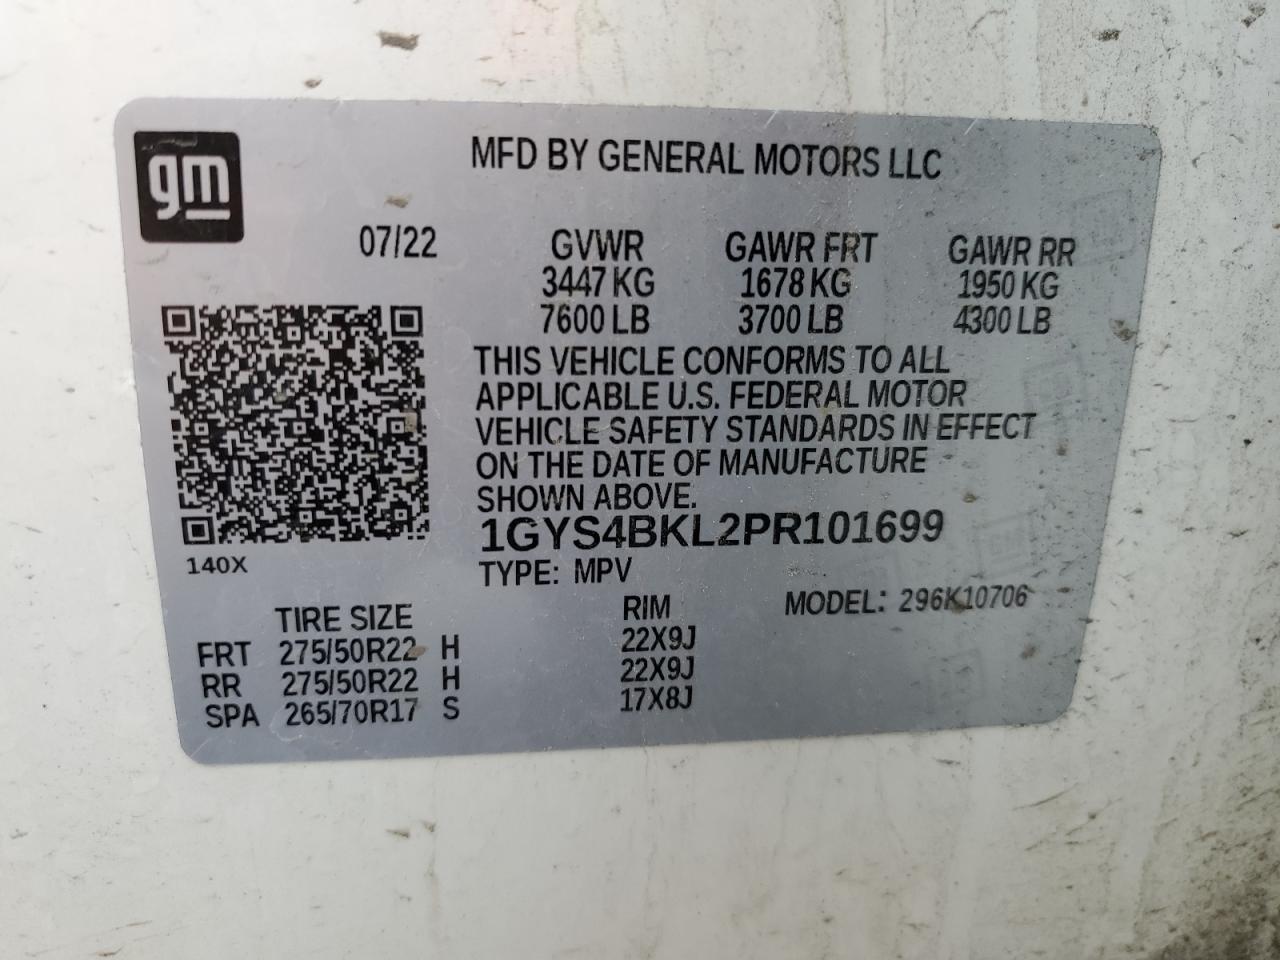 gm
MFD BY GENERAL MOTORS LLC
07/22 GVWR GAWR FRT GAWR RR
3447 KG 1678 KG 1950 KG
7600 LB 3700 LB 4300 LB
THIS VEHICLE CONFORMS TO ALL
APPLICABLE U.S. FEDERAL MOTOR
VEHICLE SAFETY STANDARDS IN EFFECT
ON THE DATE OF MANUFACTURE
SHOWN ABOVE.
1GYS4BKL2PR101699
140X
TYPE: MPV
TIRE SIZE RIM MODEL: 296K10706
FRT 275/50R22 H 22X9J
RR 275/50R22 H 22X9J
SPA 265/70R17 S 17X8J